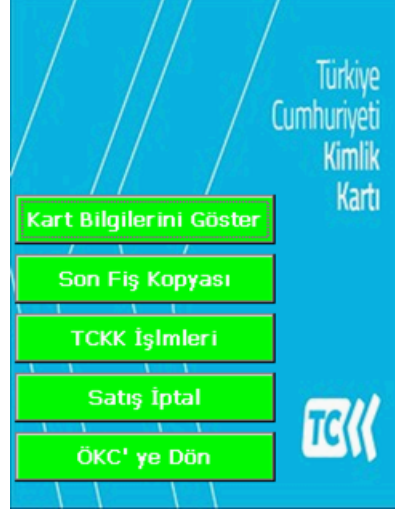 Türkiye
Cumhuriyeti
Kimlik
Kartı
Kart Bilgilerini Göster
Son Fiş Kopyası
TCKK İşlmleri
Satış İptal
TC
ÖKC' ye Dön